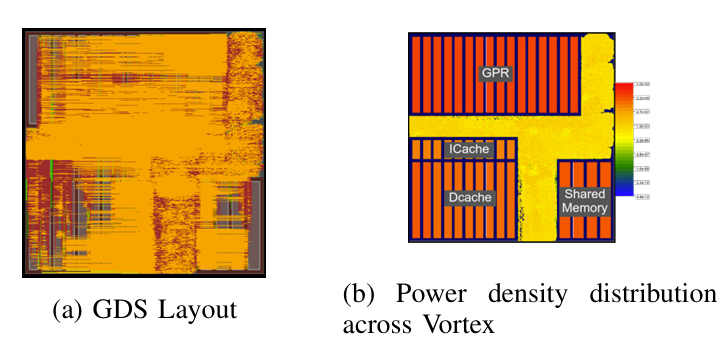 GPR
ICache
Dcache
Shared
Memory
(a) GDS Layout
(b) Power density distribution
across Vortex